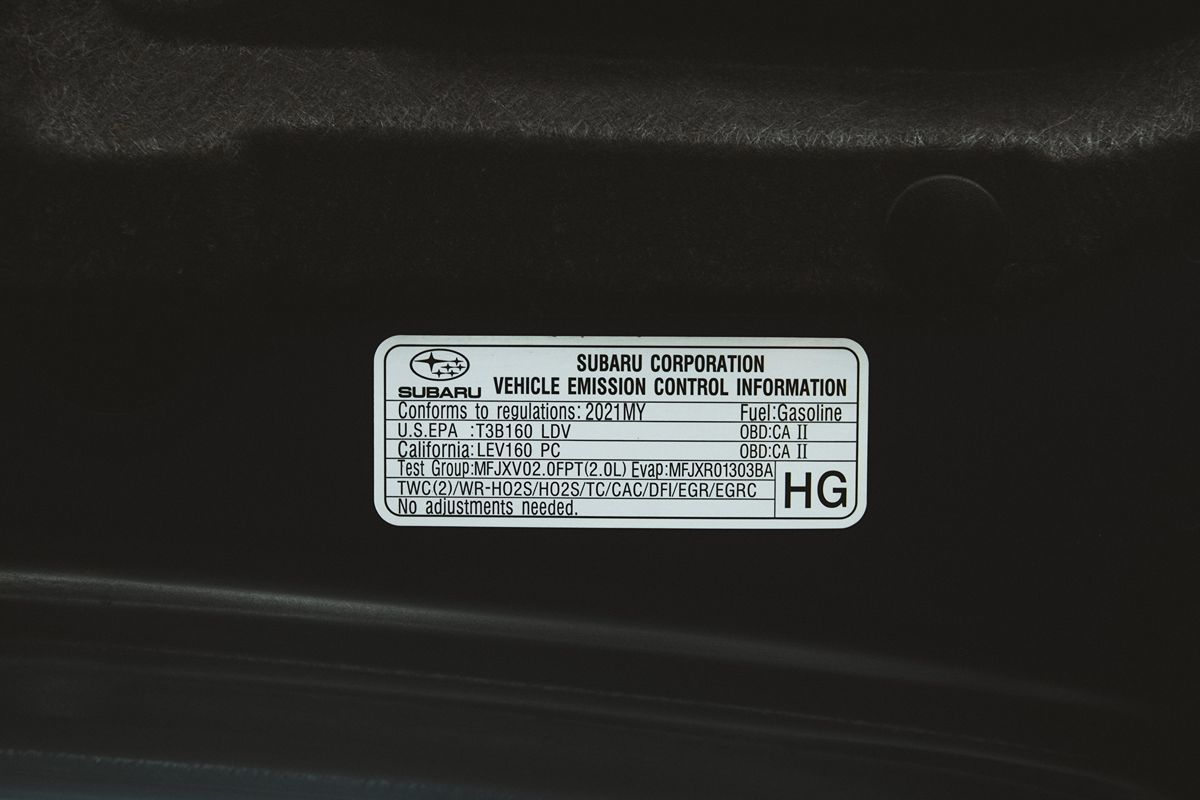 SUBARU
SUBARU CORPORATION
VEHICLE EMISSION CONTROL INFORMATION
Conforms to regulations: 2021MY Fuel:Gasoline
U.S.EPA :T3B160 LDV OBD:CA II
California:LEV160 PC OBD:CA II
Test Group:MFJXV02.0FPT(2.0L) Evap:MFJXR01303BA
TWC(2)/WR-HO2S/HO2S/TC/CAC/DFI/EGR/EGRC
HG
No adjustments needed.